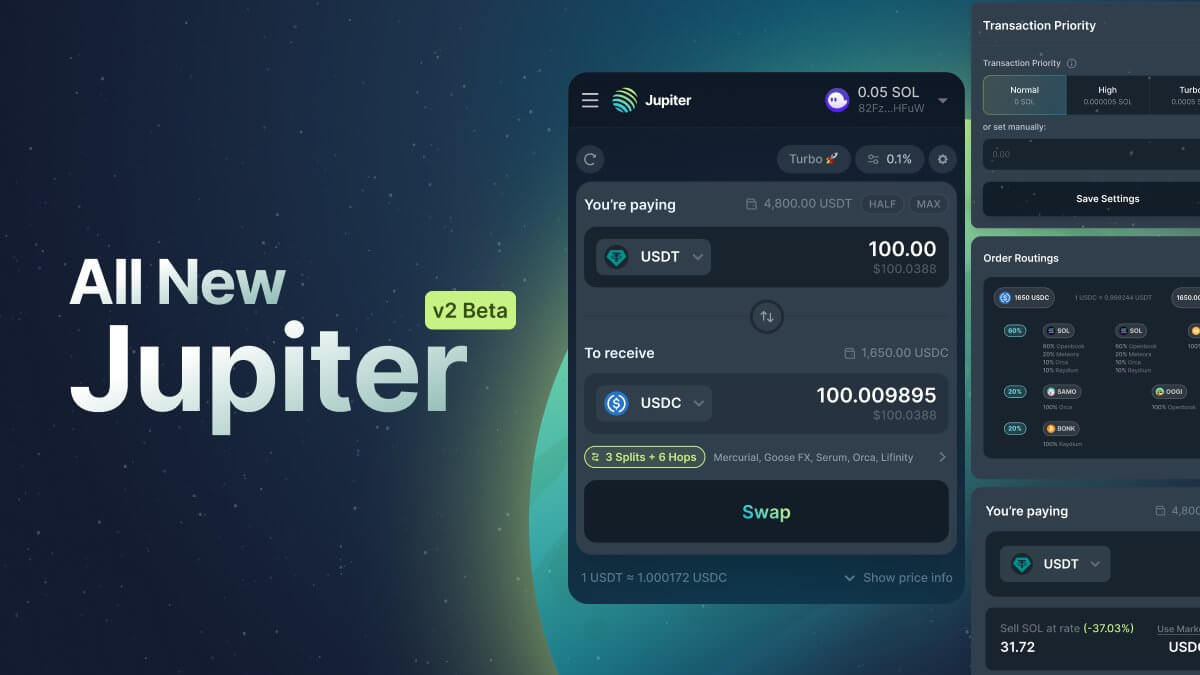 All New
Jupiter
v2 Beta
Jupiter
0.05 SOL
82Fz...HFuW
Turbo
0.1%
You're paying
4,800.00 USDT
HALF
MAX
USDT
100.00
$100.0388
To receive
1,650.00 USDC
USDC
100.009895
$100.0388
3 Splits + 6 Hops
Mercurial, Goose FX, Serum, Orca, Lifinity
Swap
1 USDT ≈ 1.000172 USDC
Show price info
Transaction Priority
Transaction Priority
Normal
0 SOL
High
0.000005 SOL
Turbo
0.0005
or set manually:
0.00
Save Settings
Order Routings
1650 USDC
1 USDC ≈ 0.999244 USDT
1650.00
60%
SOL
60% Openbook
20% Meteora
10% Orca
10% Raydium
SOL
60% Openbook
20% Meteora
10% Orca
10% Raydium
100%
20%
SAMO
100% Orca
OOGI
100% Openbook
20%
BONK
100% Raydium
You're paying
4,800
USDT
Sell SOL at rate (-37.03%)
Use Mark
31.72
USDC